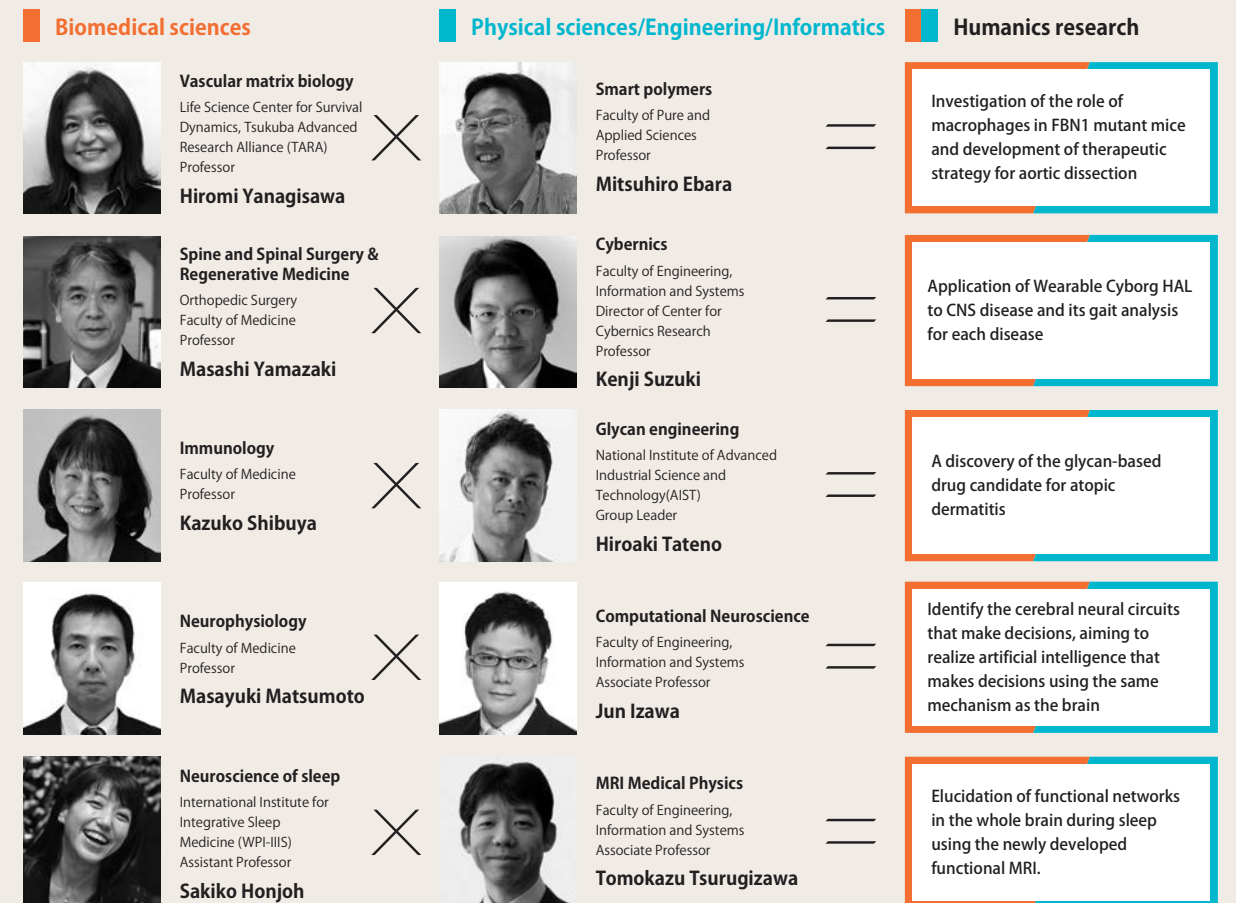 Biomedical sciences
Physical sciences/Engineering/Informatics
Humanics research
Vascular matrix biology
Life Science Center for Survival
Dynamics, Tsukuba Advanced
Research Alliance (TARA)
Professor
Hiromi Yanagisawa
Smart polymers
Faculty of Pure and
Applied Sciences
Professor
Mitsuhiro Ebara
Investigation of the role of
macrophages in FBN1 mutant mice
and development of therapeutic
strategy for aortic dissection
Spine and Spinal Surgery &
Regenerative Medicine
Orthopedic Surgery
Faculty of Medicine
Professor
Masashi Yamazaki
Cybernics
Faculty of Engineering,
Information and Systems
Director of Center for
Cybernics Research
Professor
Kenji Suzuki
Application of Wearable Cyborg HAL
to CNS disease and its gait analysis
for each disease
Immunology
Faculty of Medicine
Professor
Kazuko Shibuya
Glycan engineering
National Institute of Advanced
Industrial Science and
Technology(AIST)
Group Leader
Hiroaki Tateno
A discovery of the glycan-based
drug candidate for atopic
dermatitis
Neurophysiology
Faculty of Medicine
Professor
Masayuki Matsumoto
Computational Neuroscience
Faculty of Engineering,
Information and Systems
Associate Professor
Jun Izawa
Identify the cerebral neural circuits
that make decisions, aiming to
realize artificial intelligence that
makes decisions using the same
mechanism as the brain
Neuroscience of sleep
International Institute for
Integrative Sleep
Medicine (WPI-IIIS)
Assistant Professor
Sakiko Honjoh
MRI Medical Physics
Faculty of Engineering,
Information and Systems
Associate Professor
Tomokazu Tsurugizawa
Elucidation of functional networks
in the whole brain during sleep
using the newly developed
functional MRI.